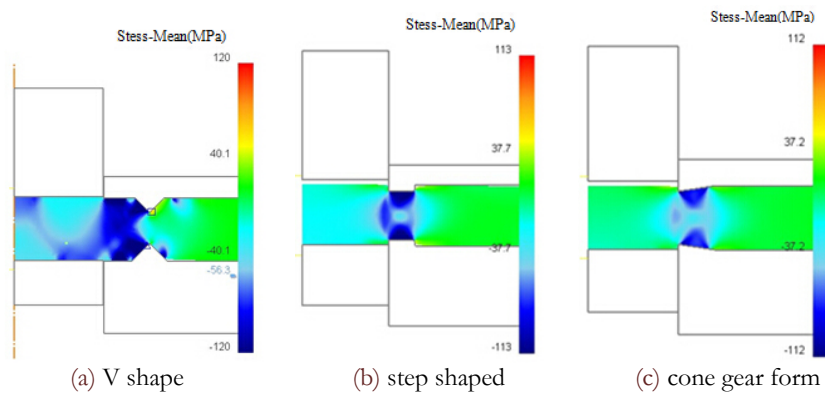 Stess-Mean(MPa)
120
40.1
-40.1
-56.3
-120
(a) V shape
Stess-Mean(MPa)
113
37.7
-37.7
-113
(b) step shaped
Stess-Mean(MPa)
112
37.2
-37.2
-112
(c) cone gear form